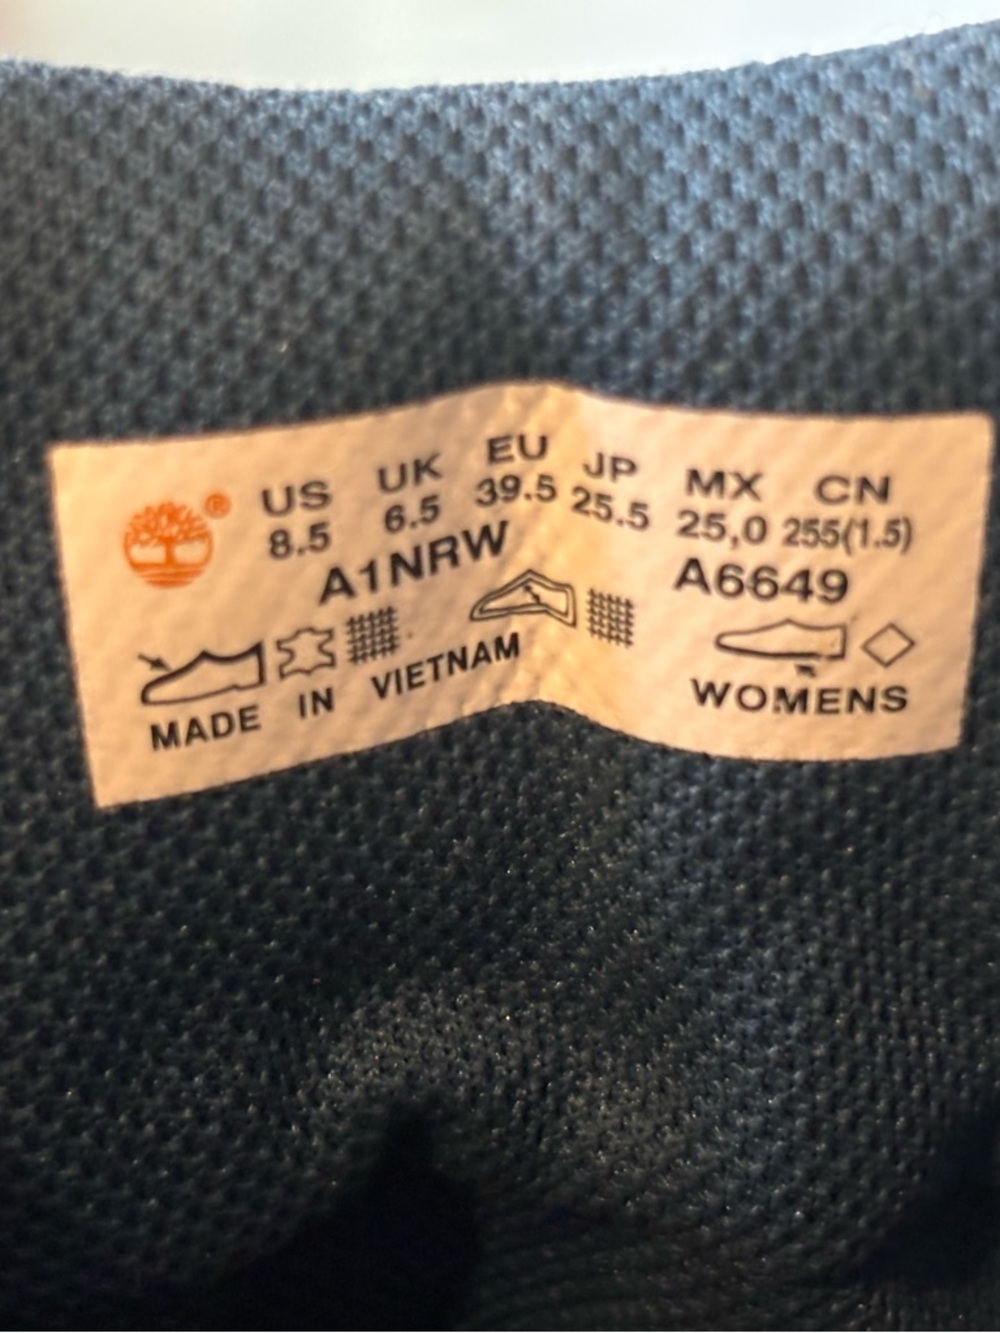 ®
US UK EU JP MX CN
8.5 6.5 39.5 25.5 25,0 255(1.5)
A1NRW A6649
MADE IN VIETNAM WOMENS